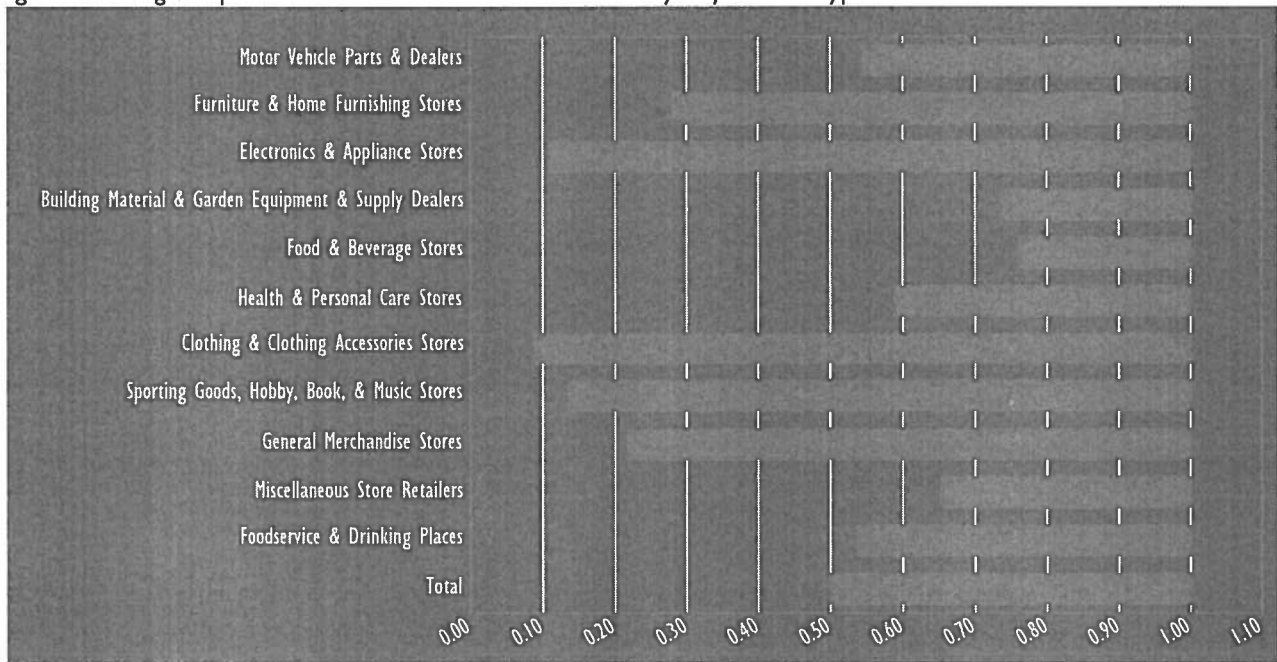 Motor Vehicle Parts & Dealers
Furniture & Home Furnishing Stores
Electronics & Appliance Stores
Building Material & Garden Equipment & Supply Dealers
Food & Beverage Stores
Health & Personal Care Stores
Clothing & Clothing Accessories Stores
Sporting Goods, Hobby, Book, & Music Stores
General Merchandise Stores
Miscellaneous Store Retailers
Foodservice & Drinking Places
Total
0.00 0.10 0.20 0.30 0.40 0.50 0.60 0.70 0.80 0.90 1.00 1.10